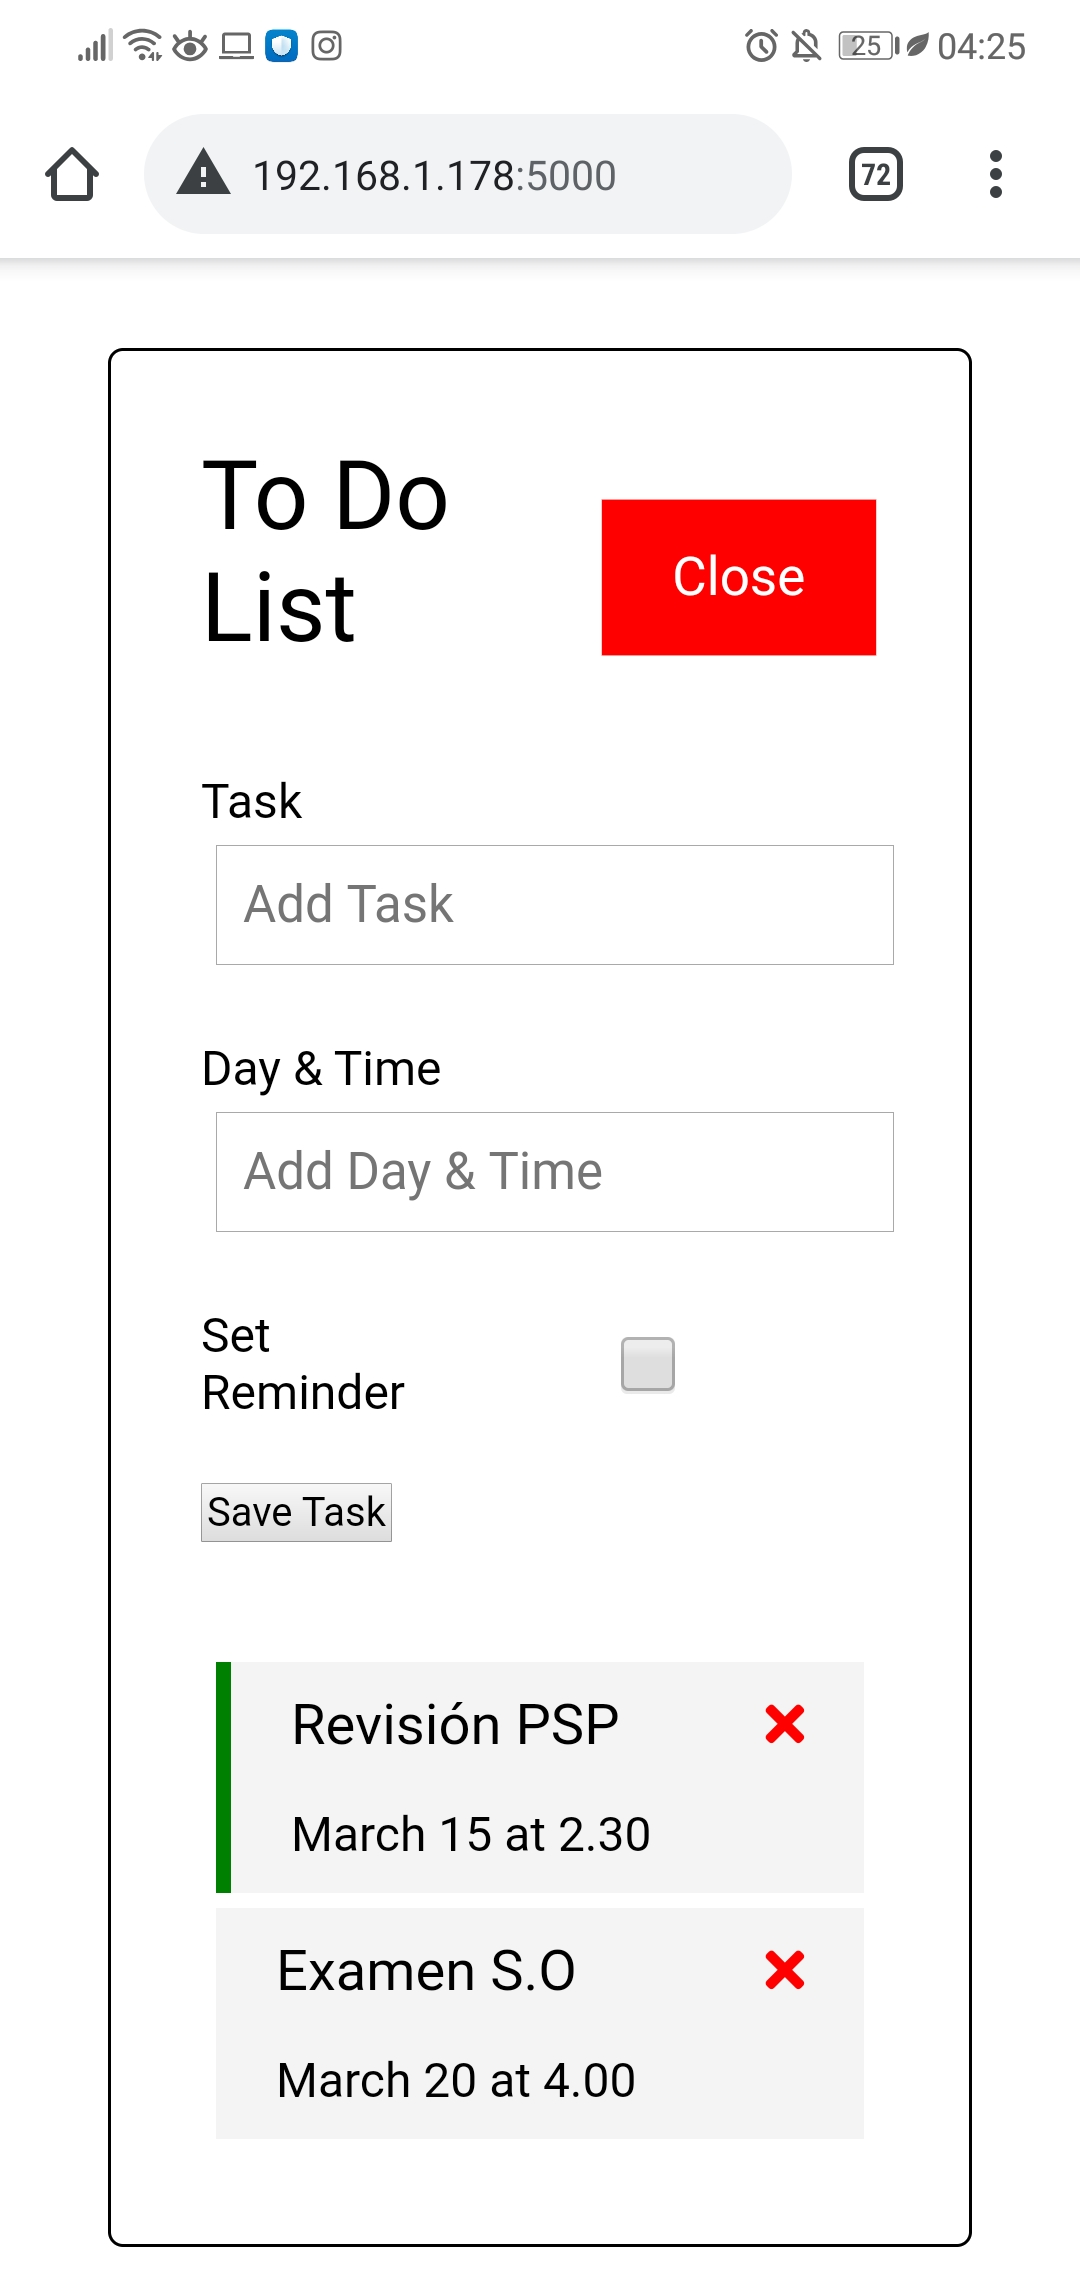 25 04:25
192.168.1.178:5000 72
To Do
List
Close
Task
Add Task
Day & Time
Add Day & Time
Set
Reminder
Save Task
Revisión PSP
March 15 at 2.30
Examen S.O
March 20 at 4.00